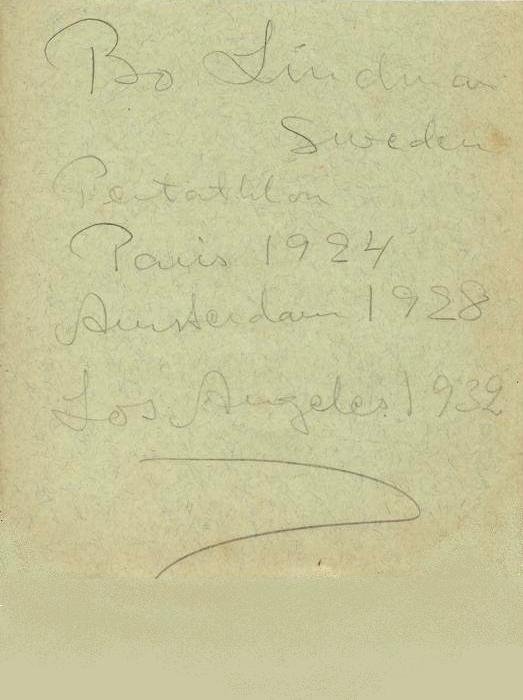 Bo Lindman
Sweden
Pentathlon
Paris 1924
Amsterdam 1928
Los Angeles 1932